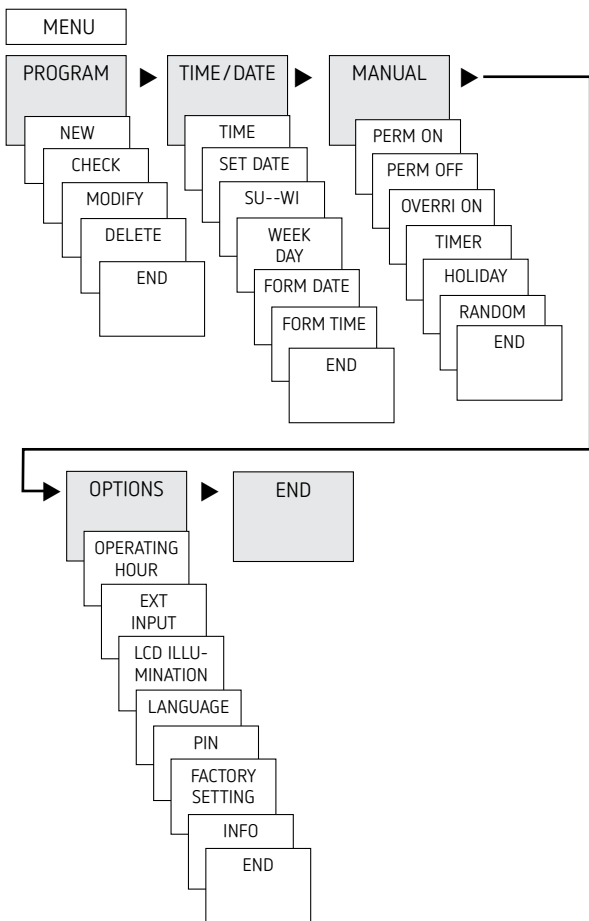 MENU
PROGRAM
NEW
CHECK
MODIFY
DELETE
END
TIME/DATE
TIME
SET DATE
SU--WI
WEEK
DAY
FORM DATE
FORM TIME
END
MANUAL
PERM ON
PERM OFF
OVERRI ON
TIMER
HOLIDAY
RANDOM
END
OPTIONS
OPERATING
HOUR
EXT
INPUT
LCD ILLU-
MINATION
LANGUAGE
PIN
FACTORY
SETTING
INFO
END
END